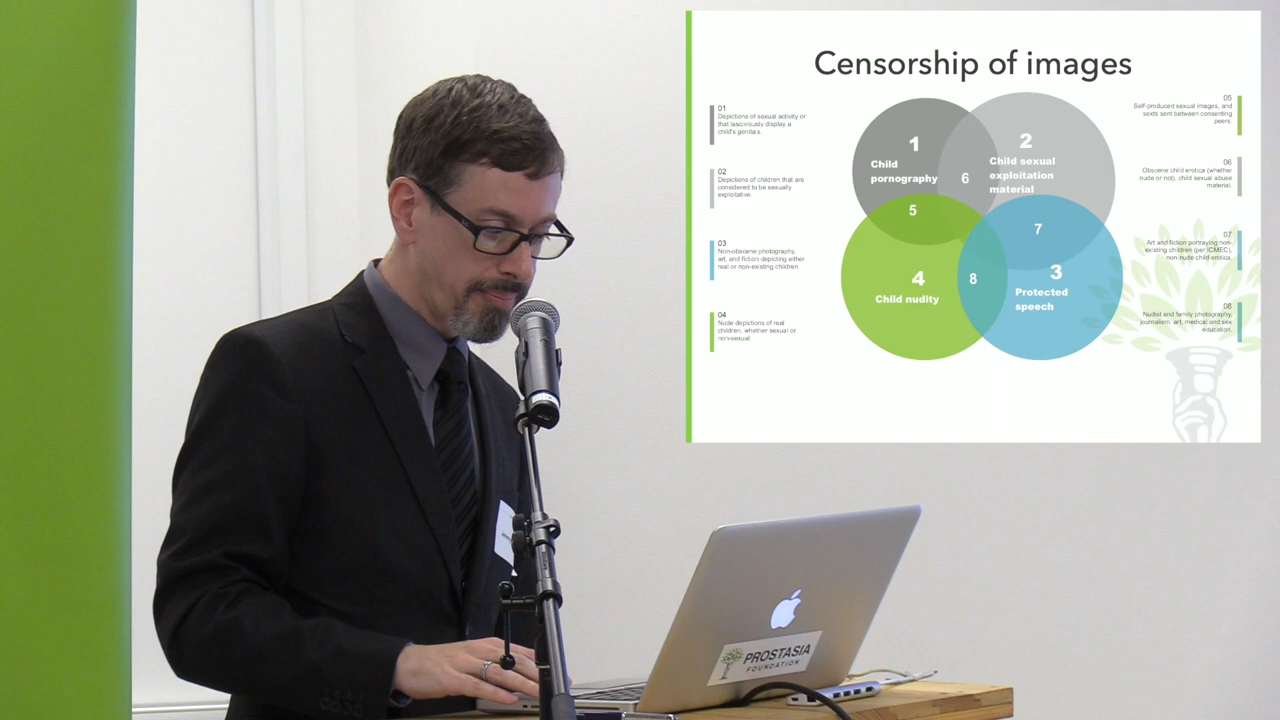 Censorship of images
01
Depictions of sexual activity or
that lasciviously display a
child's genitals.
02
Depictions of children that are
considered to be sexually
exploitative.
03
Non-obscene photography,
art, and fiction depicting either
real or non-existing children
04
Nude depictions of real
children, whether sexual or
non-sexual.
1
Child
pornography
2
Child sexual
exploitation
material
6
5
7
4
Child nudity
8
3
Protected
speech
05
Self-produced sexual images, and
sexts sent between consenting
peers.
06
Obscene child erotica (whether
nude or not), child sexual abuse
material.
07
Art and fiction portraying non-
existing children (per ICMEC),
non-nude child erotica.
08
Nudist and family photography,
journalism, art, medical and sex
education.
PROSTASIA
FOUNDATION